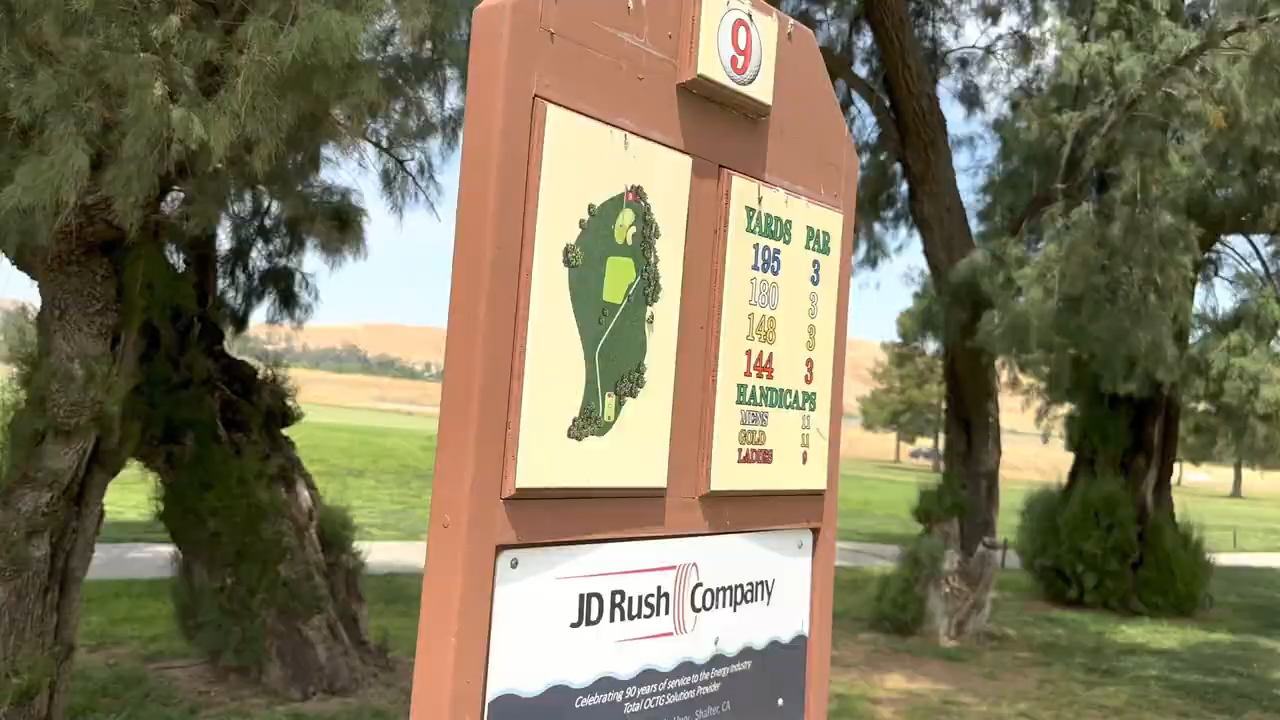 9
YARDS PAR
195 3
180 3
148 3
144 3
HANDICAPS
MENS 11
GOLD 11
LADIES 9
JD Rush Company
Celebrating 90 years of service to the Energy Industry
Total OCTG Solutions Provider
Hwy. Shafter, CA